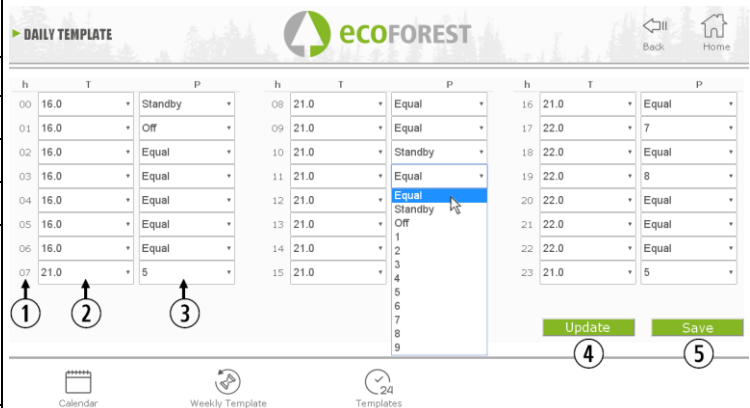 DAILY TEMPLATE
ecoFOREST
Back
Home
h T P
00 16.0 Standby
01 16.0 Off
02 16.0 Equal
03 16.0 Equal
04 16.0 Equal
05 16.0 Equal
06 16.0 Equal
07 21.0 5
h T P
08 21.0 Equal
09 21.0 Equal
10 21.0 Standby
11 21.0 Equal
12 21.0
13 21.0
14 21.0
15 21.0
Equal
Standby
Off
1
2
3
4
5
6
7
8
9
h T P
16 21.0 Equal
17 22.0 7
18 22.0 Equal
19 22.0 8
20 22.0 Equal
21 22.0 Equal
22 22.0 Equal
23 21.0 5
1 2 3
Update Save
4 5
Calendar
Weekly Template
24
Templates